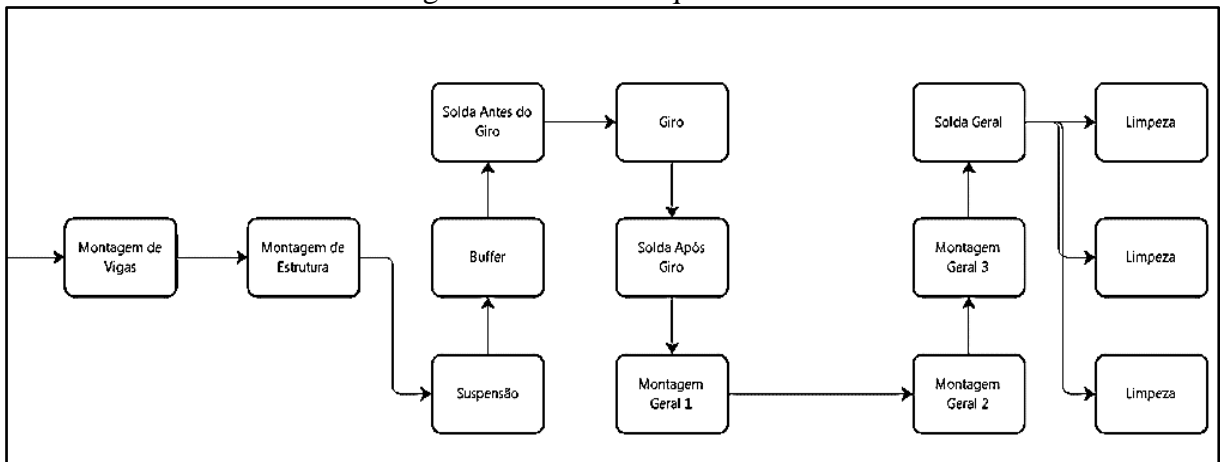 Solda Antes do
Giro
Giro
Solda Geral
Limpeza
Montagem de
Vigas
Montagem de
Estrutura
Buffer
Solda Após
Giro
Montagem
Geral 3
Limpeza
Suspensão
Montagem
Geral 1
Montagem
Geral 2
Limpeza